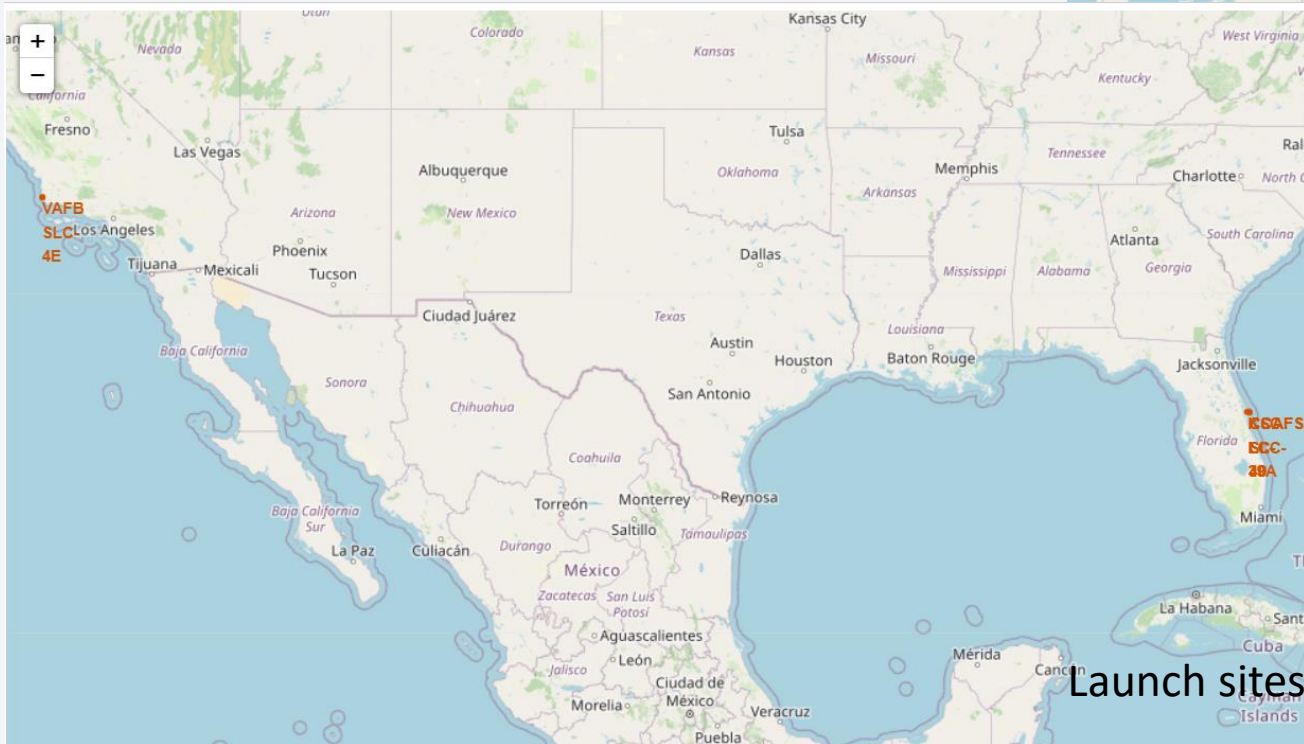 Utah
Kansas City
West Virginia
Nevada
Colorado
Kansas
Missouri
Kentucky
+
−
California
Fresno
Las Vegas
Tulsa
Tennessee
Albuquerque
Oklahoma
Memphis
Charlotte
Arkansas
Arizona
New Mexico
VAFB
SLC-
4E
Los Angeles
Phoenix
Dallas
Atlanta
South Carolina
Tijuana
Mexicali
Tucson
Mississippi
Alabama
Georgia
Ciudad Juárez
Texas
Louisiana
Baja California
Austin
Houston
Baton Rouge
Jacksonville
Sonora
San Antonio
Chihuahua
Florida
Coahuila
Torreón
Monterrey
Reynosa
Baja California
Sur
Saltillo
Tamaulipas
Miami
La Paz
Culiacán
Durango
México
Zacatecas
San Luis
Potosí
La Habana
Aguascalientes
Cuba
León
Mérida
Cancún
Jalisco
Ciudad de
México
Launch sites
Morelia
Veracruz
Cayman
Islands
Puebla